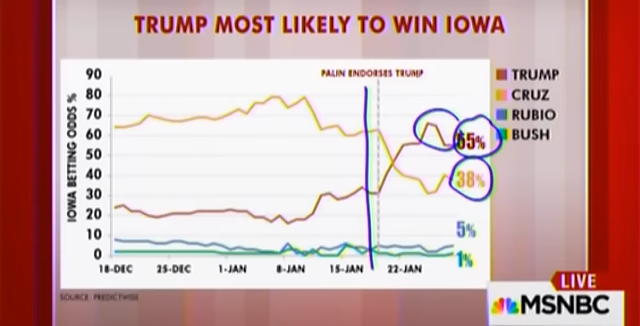 TRUMP MOST LIKELY TO WIN IOWA
PALIN ENDORSES TRUMP
IOWA BETTING ODDS %
90
80
70
60
50
40
30
20
10
0
18-DEC 25-DEC 1-JAN 8-JAN 15-JAN 22-JAN
55%
38%
5%
1%
TRUMP
CRUZ
RUBIO
BUSH
SOURCE: PREDICTWISE
LIVE
MSNBC